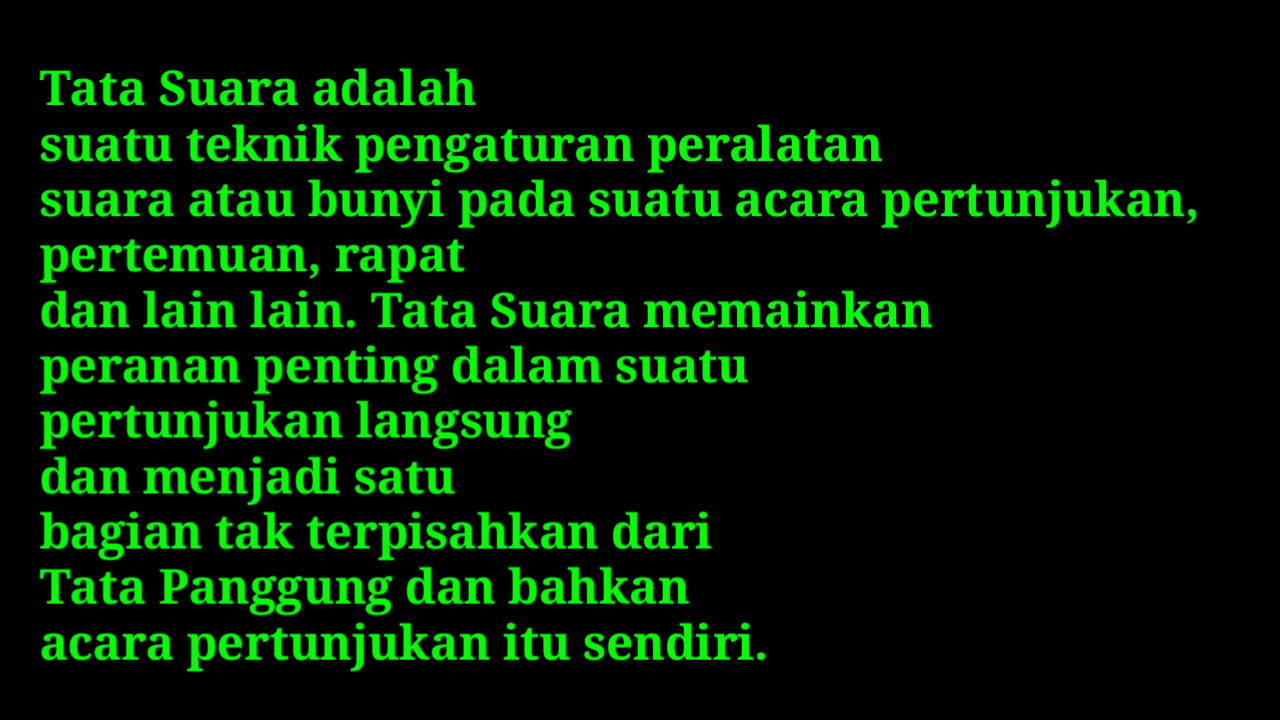 Tata Suara adalah
suatu teknik pengaturan peralatan
suara atau bunyi pada suatu acara pertunjukan,
pertemuan, rapat
dan lain lain. Tata Suara memainkan
peranan penting dalam suatu
pertunjukan langsung
dan menjadi satu
bagian tak terpisahkan dari
Tata Panggung dan bahkan
acara pertunjukan itu sendiri.